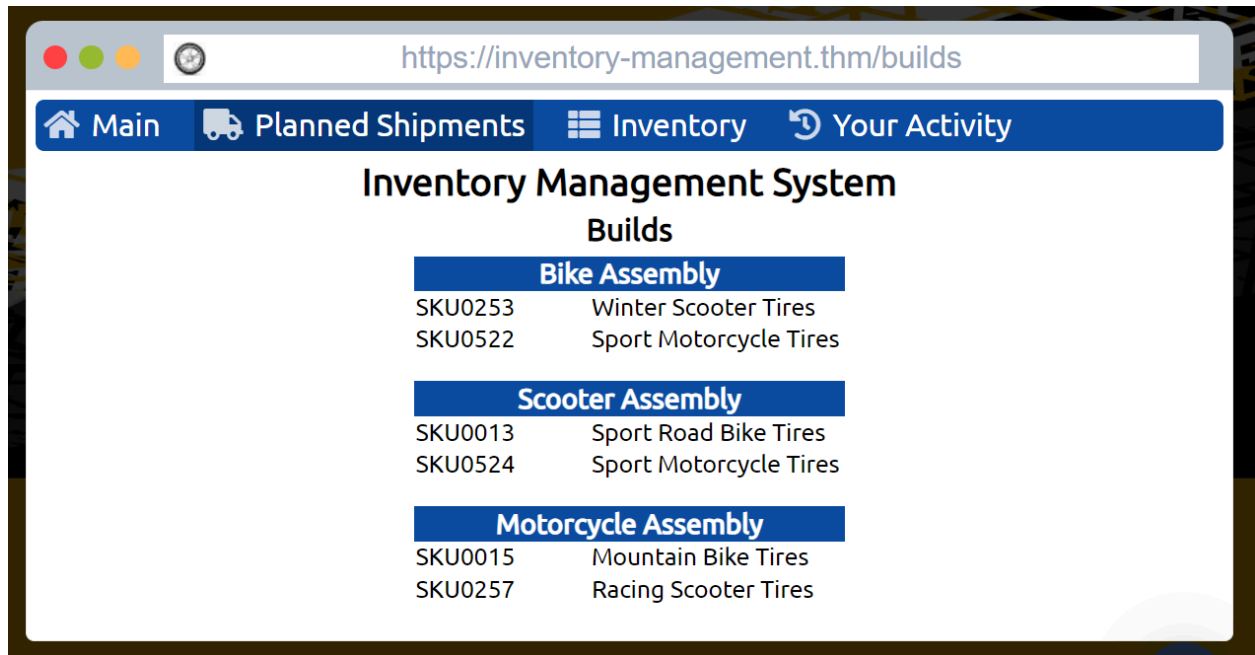 https://inventory-management.thm/builds
Main Planned Shipments Inventory Your Activity
Inventory Management System
Builds
Bike Assembly
SKU0253 Winter Scooter Tires
SKU0522 Sport Motorcycle Tires
Scooter Assembly
SKU0013 Sport Road Bike Tires
SKU0524 Sport Motorcycle Tires
Motorcycle Assembly
SKU0015 Mountain Bike Tires
SKU0257 Racing Scooter Tires